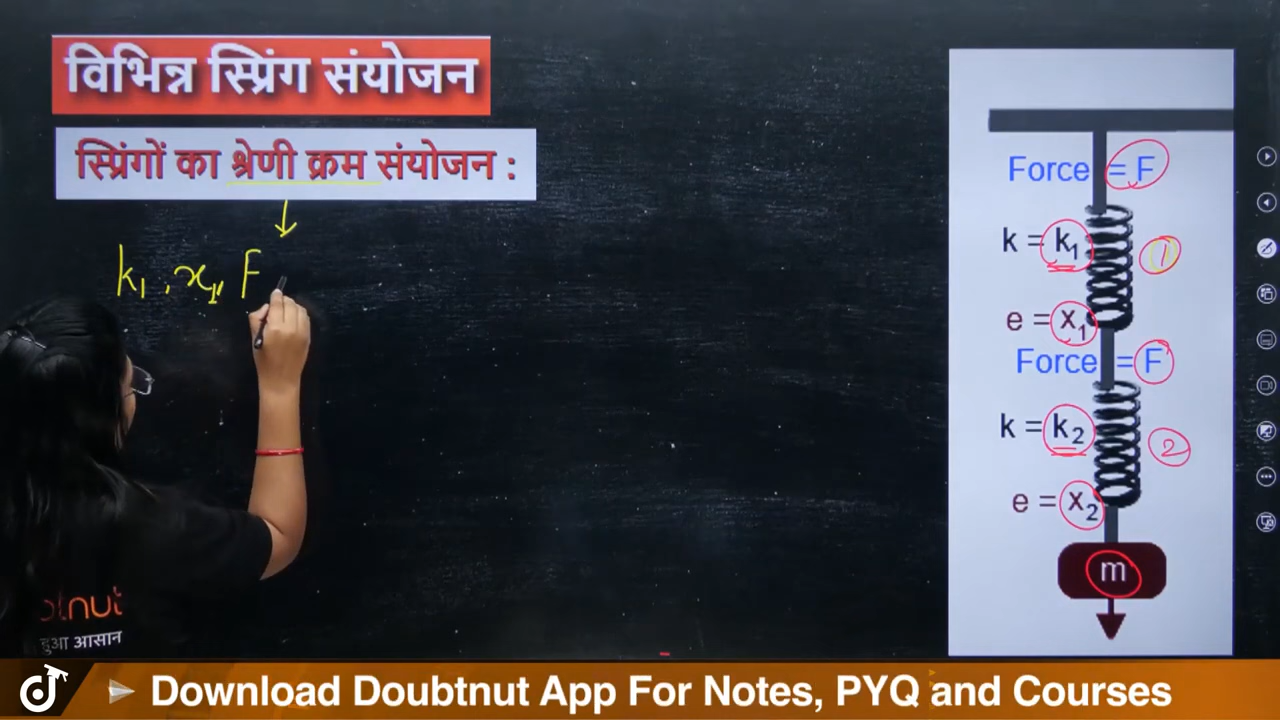 विभिन्न स्प्रिंग संयोजन
स्प्रिंगों का श्रेणी क्रम संयोजन :
k₁, x₁, F
Force = F
k = k₁
1
e = x₁
Force = F
k = k₂
2
e = x₂
m
otnut
हुआ आसान
Download Doubtnut App For Notes, PYQ and Courses